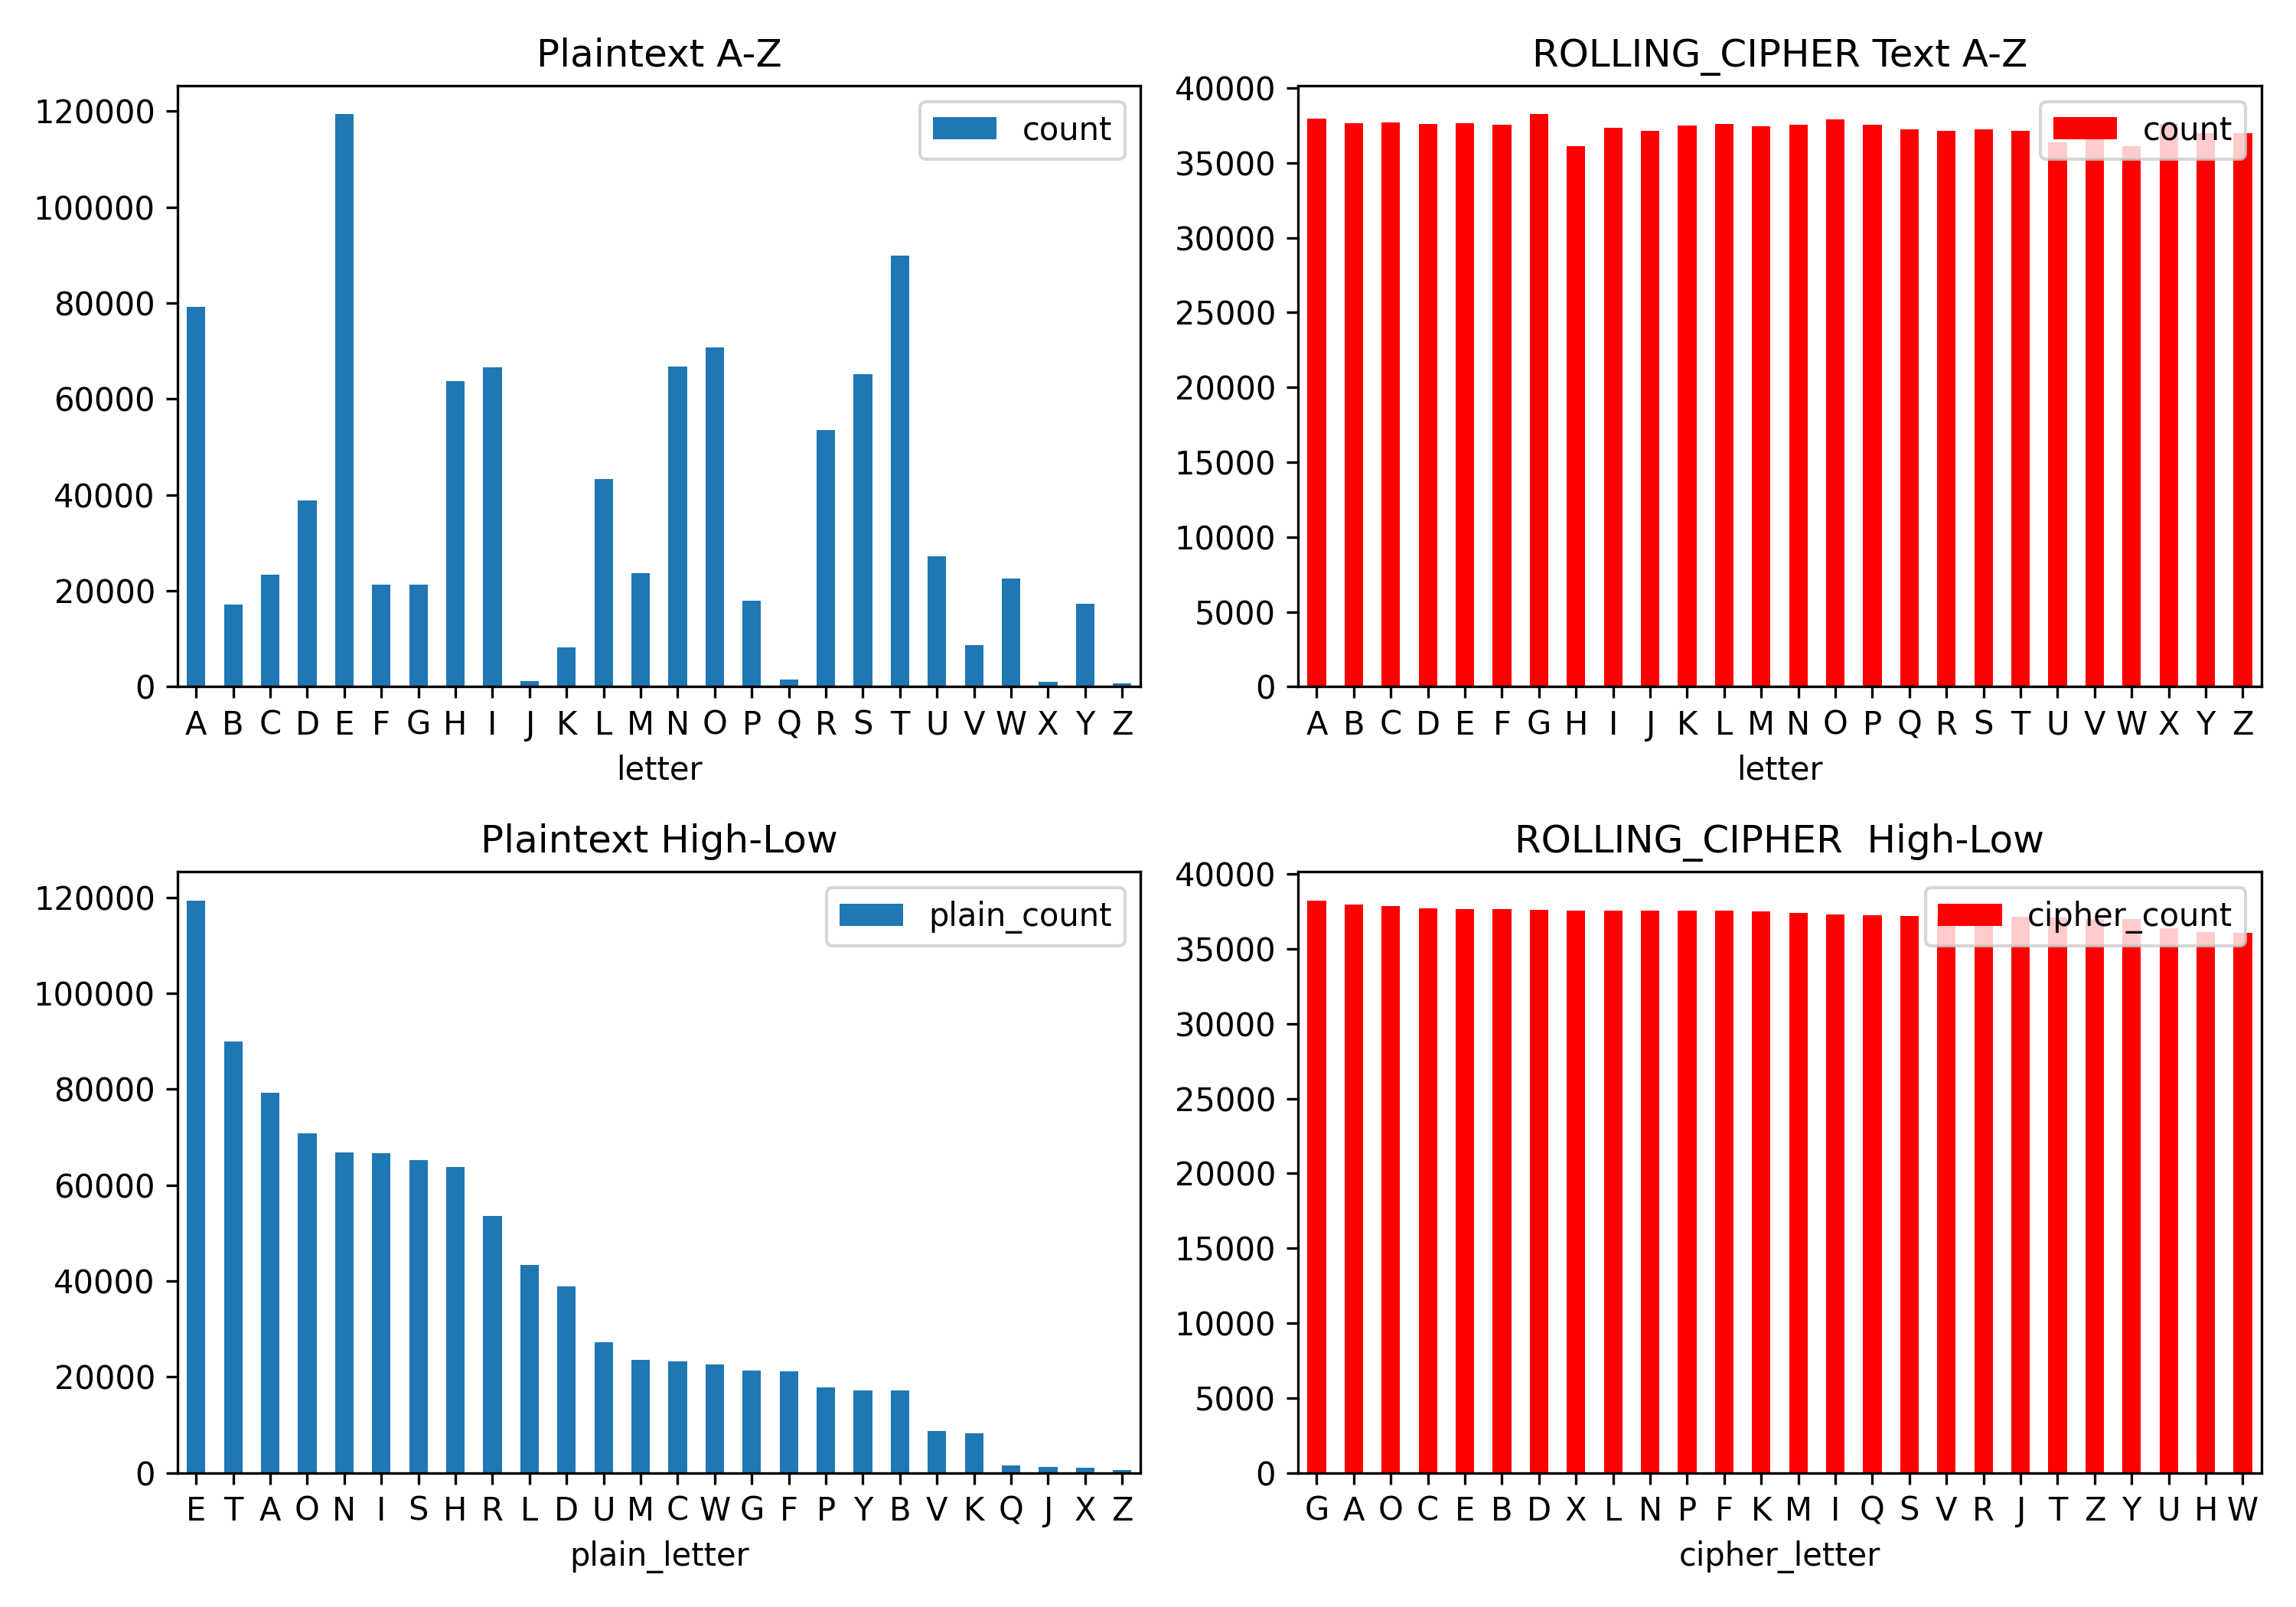 Plaintext A-Z
120000
100000
80000
60000
40000
20000
0
count
A B C D E F G H I J K L M N O P Q R S T U V W X Y Z
letter
ROLLING_CIPHER Text A-Z
40000
35000
30000
25000
20000
15000
10000
5000
0
count
A B C D E F G H I J K L M N O P Q R S T U V W X Y Z
letter
Plaintext High-Low
120000
100000
80000
60000
40000
20000
0
plain_count
E T A O N I S H R L D U M C W G F P Y B V K Q J X Z
plain_letter
ROLLING_CIPHER  High-Low
40000
35000
30000
25000
20000
15000
10000
5000
0
cipher_count
G A O C E B D X L N P F K M I Q S V R J T Z Y U H W
cipher_letter